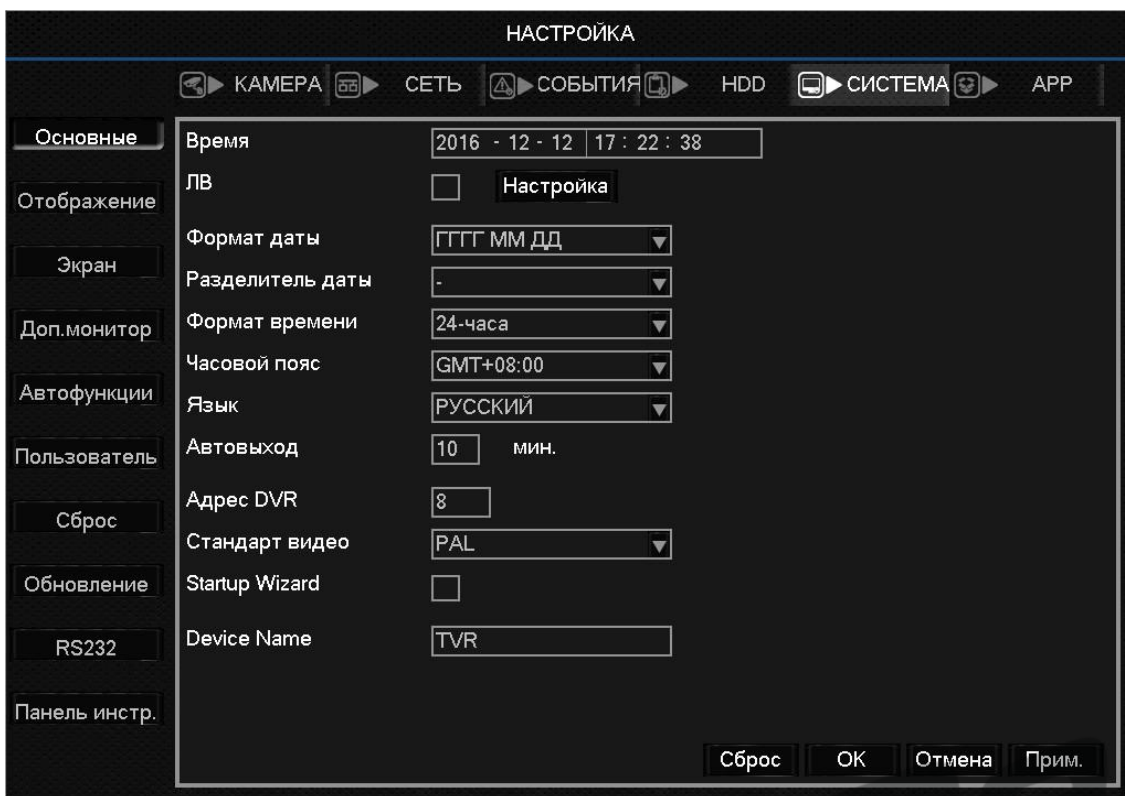 НАСТРОЙКА
КАМЕРА СЕТЬ СОБЫТИЯ HDD СИСТЕМА APP
Основные
Отображение
Экран
Доп.монитор
Автофункции
Пользователь
Сброс
Обновление
RS232
Панель инстр.
Время 2016 - 12 - 12 17 : 22 : 38
ЛВ Настройка
Формат даты ГГГГ ММ ДД
Разделитель даты -
Формат времени 24-часа
Часовой пояс GMT+08:00
Язык РУССКИЙ
Автовыход 10 мин.
Адрес DVR 8
Стандарт видео PAL
Startup Wizard
Device Name TVR
Сброс OK Отмена Прим.